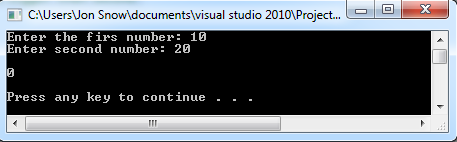 C:\Users\Jon Snow\documents\visual studio 2010\Project...
Enter the firs number: 10
Enter second number: 20
0
Press any key to continue . . .